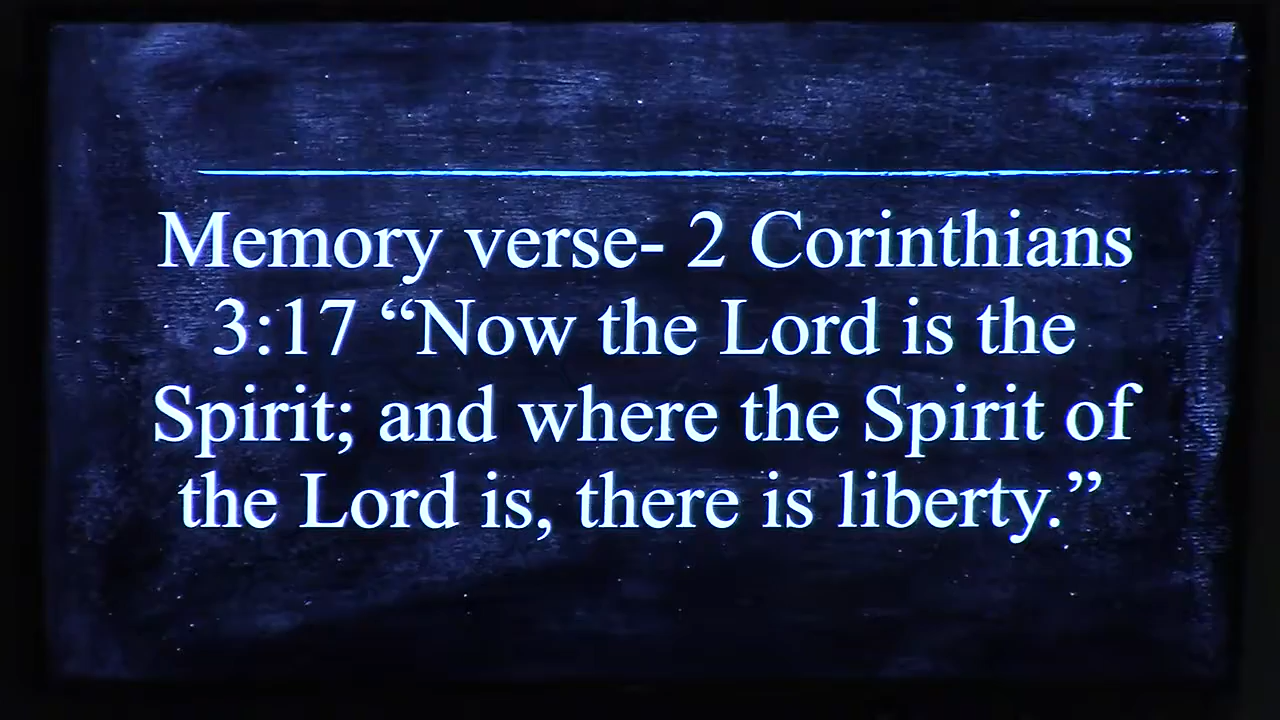 Memory verse- 2 Corinthians
3:17 “Now the Lord is the
Spirit; and where the Spirit of
the Lord is, there is liberty.”